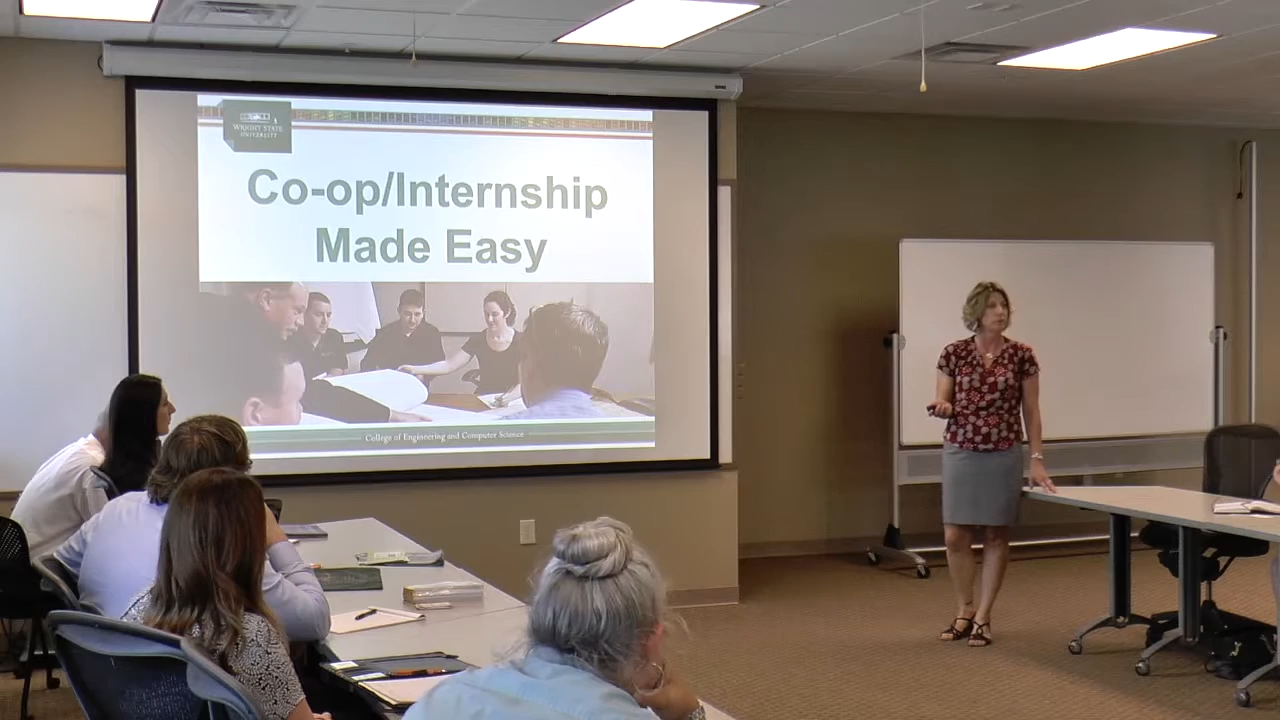 WRIGHT STATE
UNIVERSITY
Co-op/Internship
Made Easy
College of Engineering and Computer Science